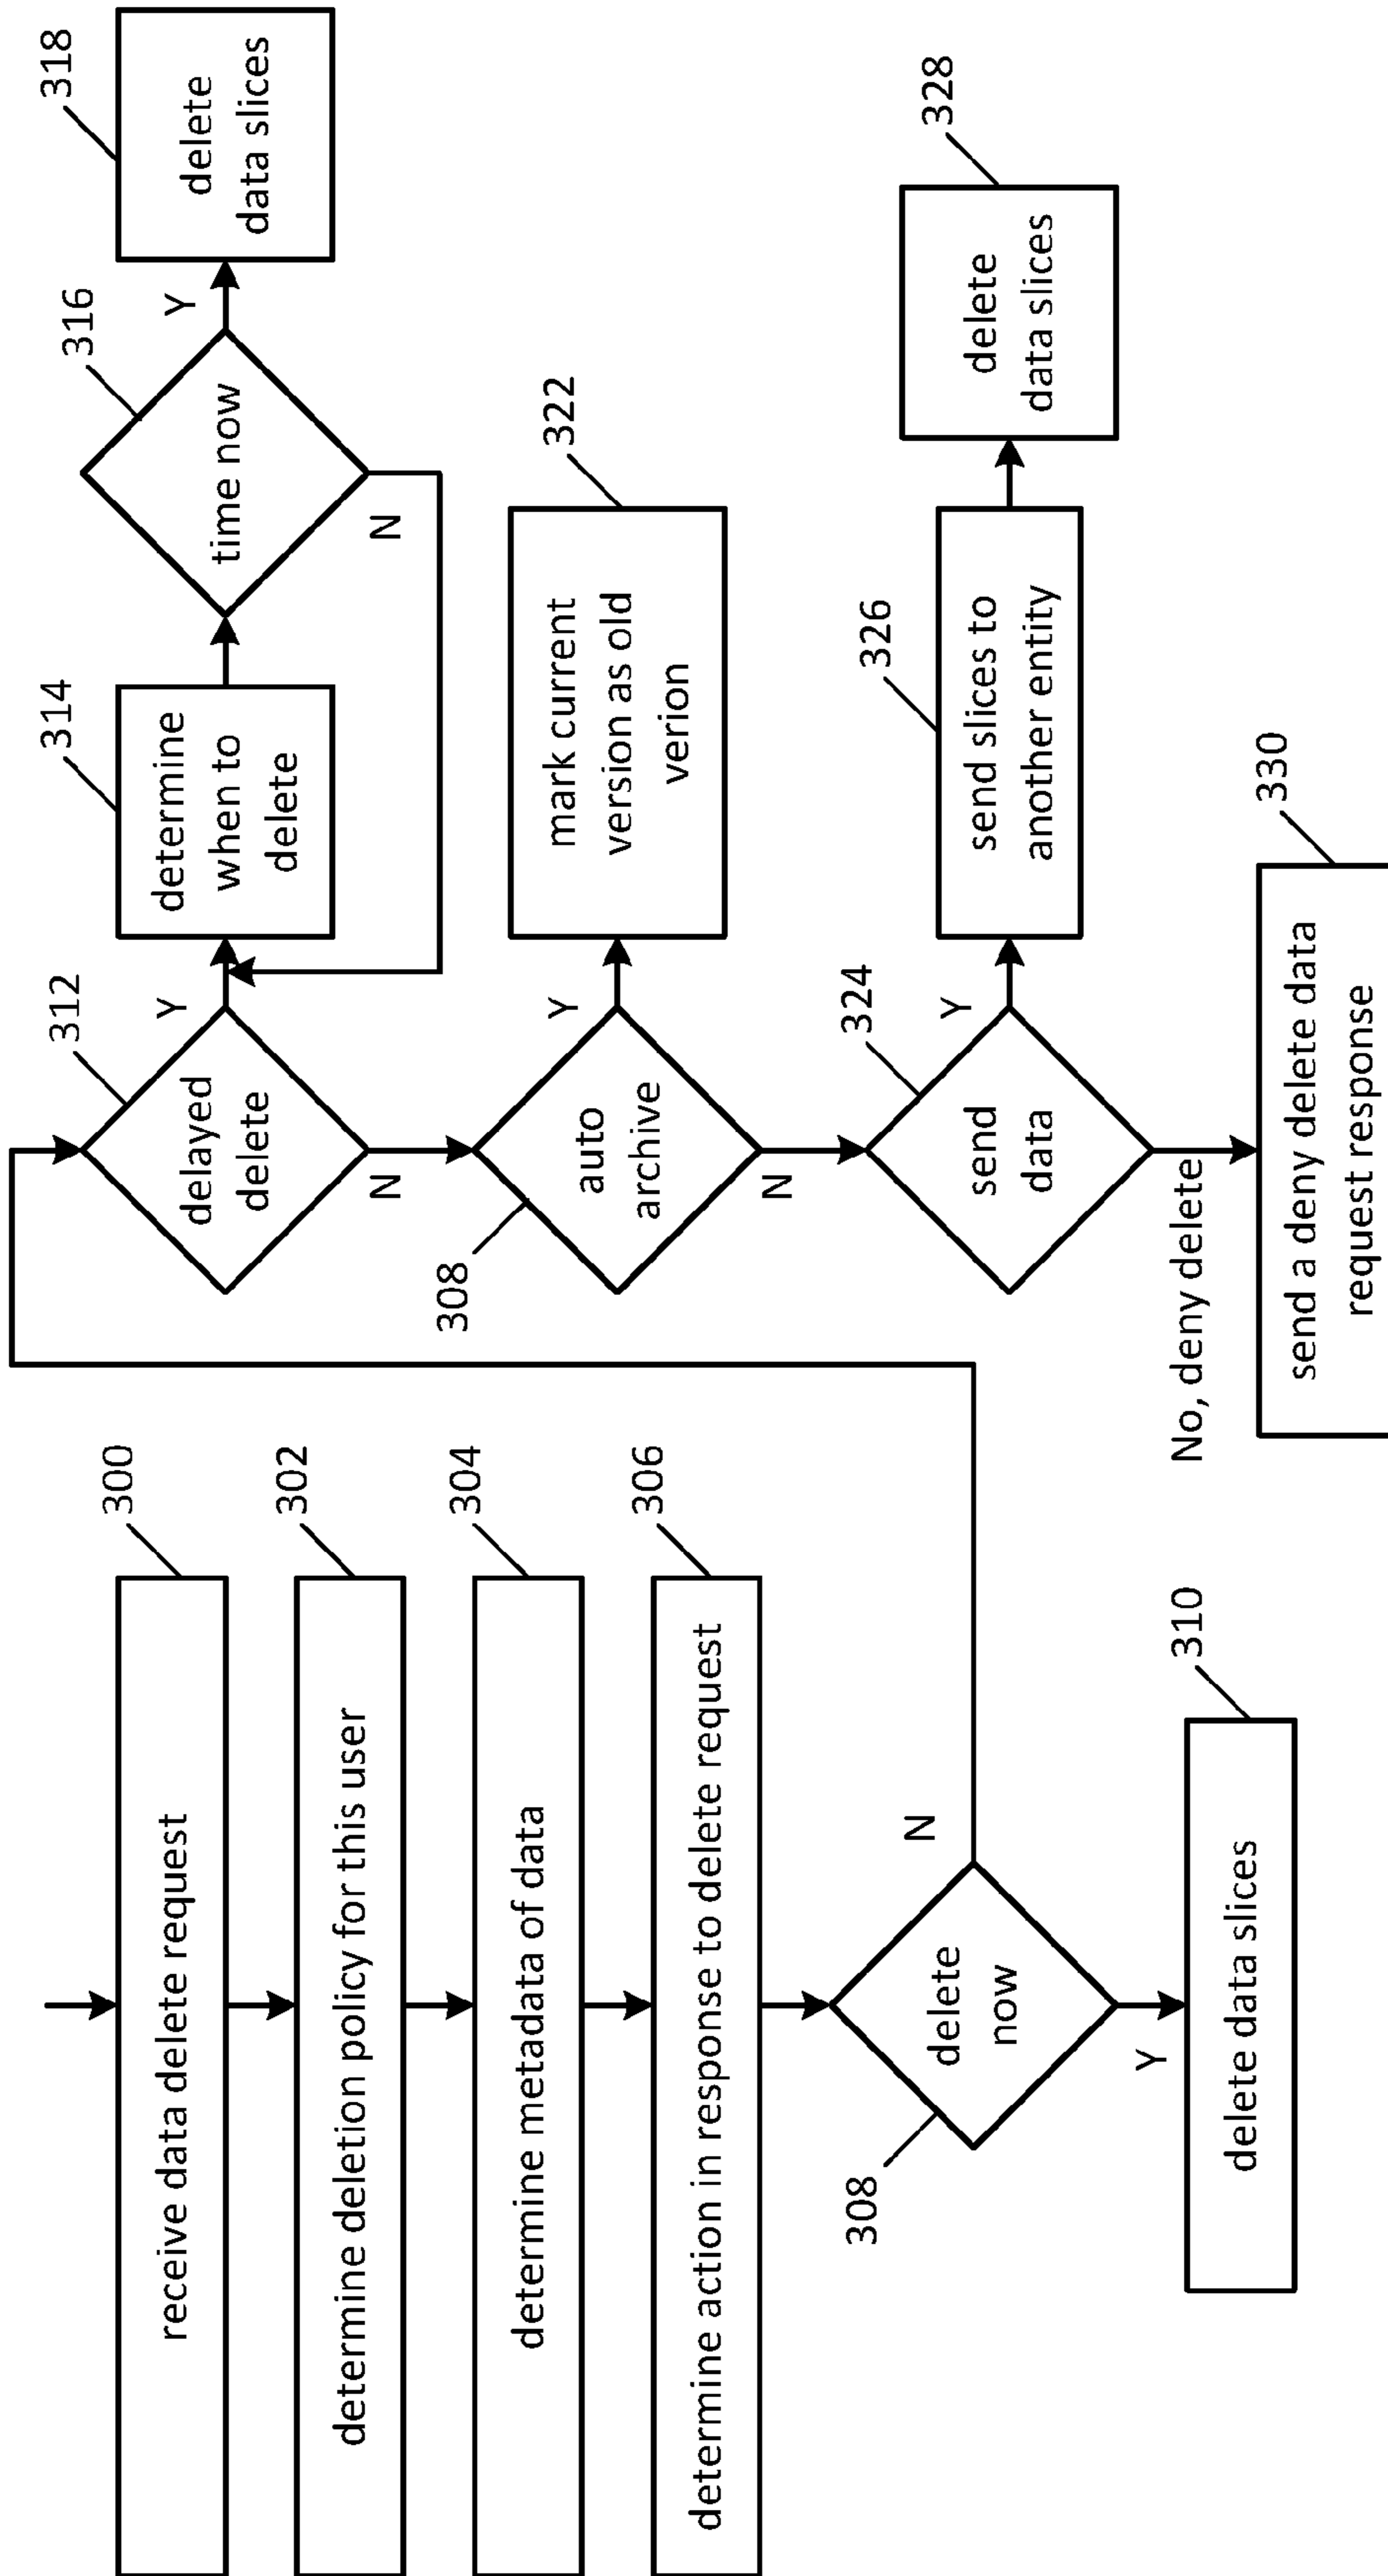 300
receive data delete request
302
determine deletion policy for this user
304
determine metadata of data
306
determine action in response to delete request
308
delete
now
N
Y
310
delete data slices
312
delayed
delete
Y
N
314
determine
when to
delete
316
time now
Y
N
318
delete
data slices
308
auto
archive
Y
N
322
mark current
version as old
verion
324
send
data
Y
No, deny delete
326
send slices to
another entity
328
delete
data slices
330
send a deny delete data
request response